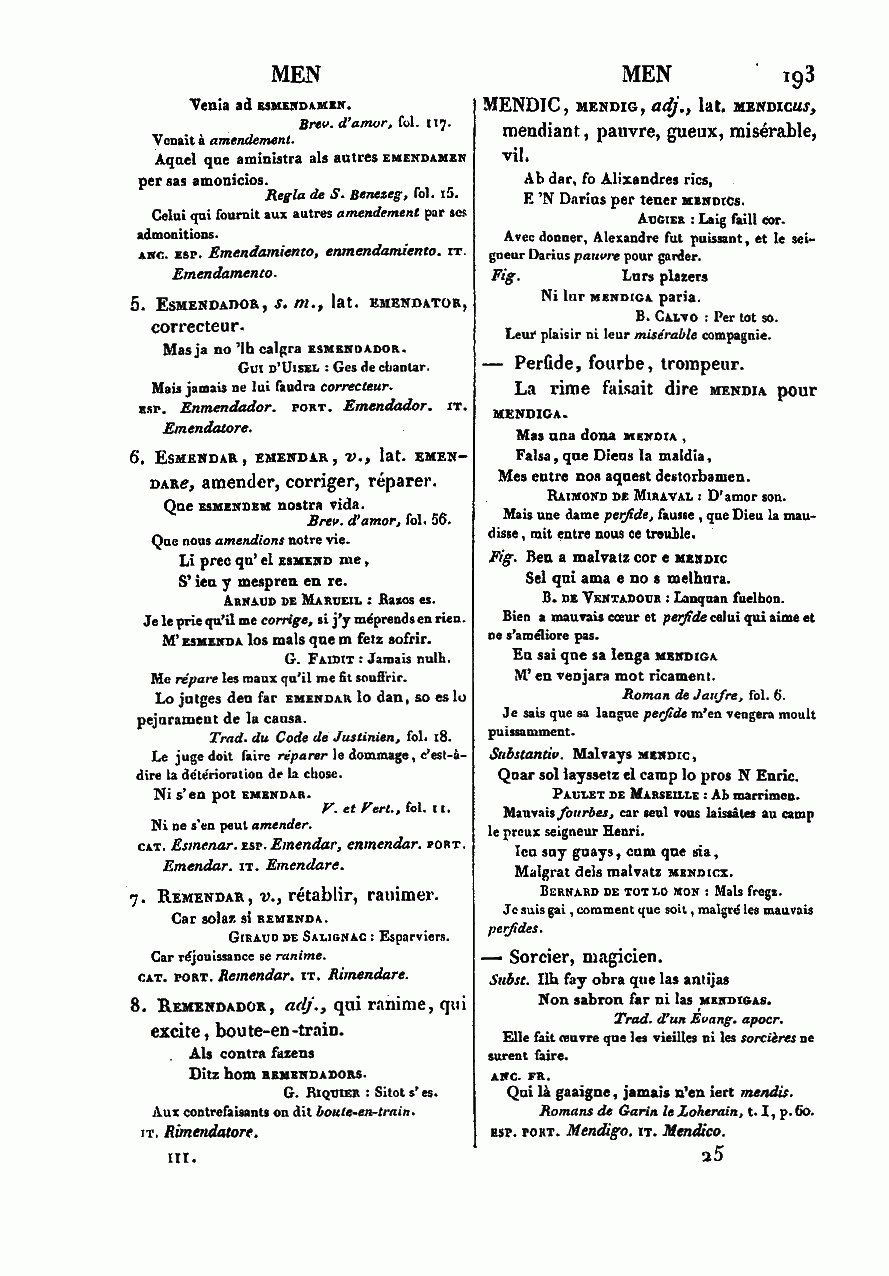 MEN
MEN 193
Venia ad ESMENDAMEN.
Brev. d'amor, fol. 117.
Venait à amendement.
Aquel que aministra als autres EMENDAMEN
per sas amonicios.
Regla de S. Benezeg, fol. 15.
Celui qui fournit aux autres amendement par ses
admonitions.
ANC. ESP. Emendamiento, enmendamiento. IT.
Emendamento.
5. ESMENDADOR, s. m., lat. EMENDATOR,
correcteur.
Mas ja no 'lh calgra ESMENDADOR.
GUI D'UISEL : Ges de chantar.
Mais jamais ne lui faudra correcteur.
ESP. Enmendador. PORT. Emendador. IT.
Emendatore.
6. ESMENDAR, EMENDAR, v., lat. EMEN-
DARe, amender, corriger, réparer.
Que ESMENDEM nostra vida.
Brev. d'amor, fol. 56.
Que nous amendions notre vie.
Li prec qu'el ESMEND me,
S'ieu y mespren en re.
ARNAUD DE MARUEIL : Razos es.
Je le prie qu'il me corrige, si j'y méprends en rien.
M'ESMENDA los mals quem fetz sofrir.
G. FAIDIT : Jamais nulh.
Me répare les maux qu'il me fit souffrir.
Lo jutges deu far EMENDAR lo dan, so es lo
pejurament de la causa.
Trad. du Code de Justinien, fol. 18.
Le juge doit faire réparer le dommage, c'est-à-
dire la détérioration de la chose.
Ni s'en pot EMENDAR.
V. et Vert., fol. 11.
Ni ne s'en peut amender.
CAT. Esmenar. ESP. Emendar, enmendar. PORT.
Emendar. IT. Emendare.
7. REMENDAR, v., rétablir, ranimer.
Car solaz si REMENDA.
GIRAUD DE SALIGNAC : Esparviers.
Car réjouissance se ranime.
CAT. PORT. Remendar. IT. Rimendare.
8. REMENDADOR, adj., qui ranime, qui
excite, boute-en-train.
Als contra fazens
Ditz hom REMENDADORS.
G. RIQUIER : Sitot s'es.
Aux contrefaisants on dit boute-en-train.
IT. Rimendatore.
III.
MENDIC, MENDIG, adj., lat. MENDICus,
mendiant, pauvre, gueux, misérable,
vil.
Ab dar, fo Alixandres rics,
E 'N Darius per tener MENDICS.
AUGIER : Laig faill cor.
Avec donner, Alexandre fut puissant, et le sei-
gneur Darius pauvre pour garder.
Fig. Lurs plazers
Ni lur MENDIGA paria.
B. CALVO : Per tot so.
Leur plaisir ni leur misérable compagnie.
— Perfide, fourbe, trompeur.
La rime faisait dire MENDIA pour
MENDIGA.
Mas una dona MENDIA,
Falsa, que Dieus la maldia,
Mes entre nos aquest destorbamen.
RAIMOND DE MIRAVAL : D'amor son.
Mais une dame perfide, fausse, que Dieu la mau-
disse, mit entre nous ce trouble.
Fig. Ben a malvatz cor e MENDIC
Sel qui ama e no s melhura.
B. DE VENTADOUR : Lanquan fuelhon.
Bien a mauvais cœur et perfide celui qui aime et
ne s'améliore pas.
En sai que sa lenga MENDIGA
M'en venjara mot ricament.
Roman de Jaufre, fol. 6.
Je sais que sa langue perfide m'en vengera moult
puissamment.
Substantiv. Malvays MENDIC,
Quar sol layssetz el camp lo pros N Enric.
PAULET DE MARSEILLE : Ab marrimen.
Mauvais fourbes, car seul vous laissâtes au camp
le preux seigneur Henri.
Ieu suy guays, cum que sia,
Malgrat dels malvatz MENDICX.
BERNARD DE TOT LO MON : Mals fregz.
Je suis gai, comment que soit, malgré les mauvais
perfides.
— Sorcier, magicien.
Subst. Ilh fay obra que las antijas
Non sabron far ni las MENDIGAS.
Trad. d'un Évang. apocr.
Elle fait œuvre que les vieilles ni les sorcières ne
surent faire.
ANC. FR.
Qui là gaaigne, jamais n'en iert mendis.
Romans de Garin le Loherain, t. I, p. 60.
ESP. PORT. Mendigo. IT. Mendico.
25